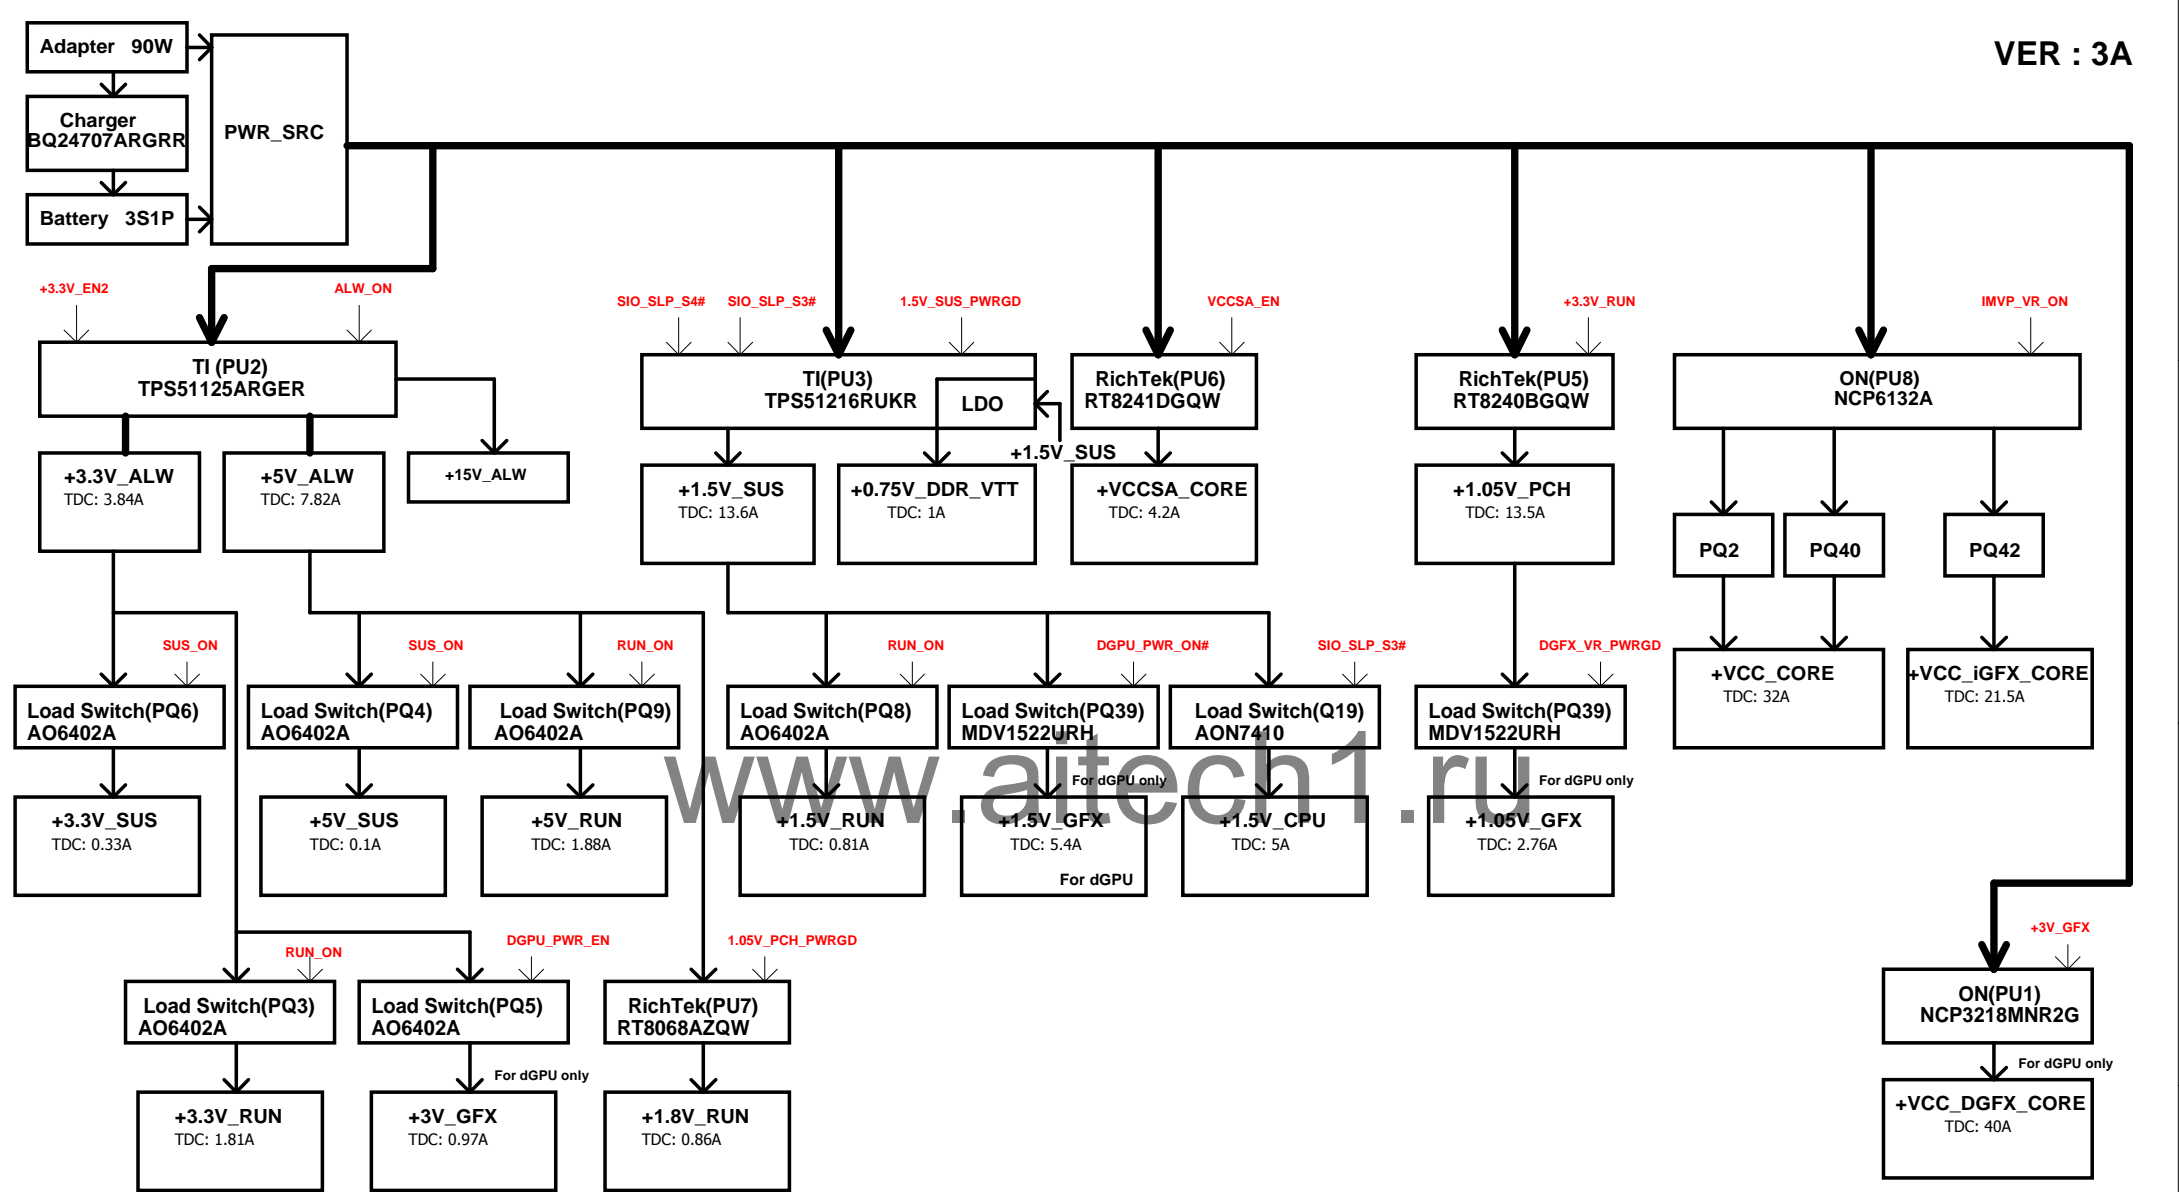 VER : 3A
Adapter 90W
Charger
BQ24707ARGRR
Battery 3S1P
PWR_SRC
+3.3V_EN2
ALW_ON
SIO_SLP_S4#
SIO_SLP_S3#
1.5V_SUS_PWRGD
VCCSA_EN
+3.3V_RUN
IMVP_VR_ON
TI (PU2)
TPS51125ARGER
TI(PU3)
TPS51216RUKR
LDO
+1.5V_SUS
RichTek(PU6)
RT8241DGQW
RichTek(PU5)
RT8240BGQW
ON(PU8)
NCP6132A
+3.3V_ALW
TDC: 3.84A
+5V_ALW
TDC: 7.82A
+15V_ALW
+1.5V_SUS
TDC: 13.6A
+0.75V_DDR_VTT
TDC: 1A
+VCCSA_CORE
TDC: 4.2A
+1.05V_PCH
TDC: 13.5A
PQ2
PQ40
PQ42
SUS_ON
SUS_ON
RUN_ON
RUN_ON
DGPU_PWR_ON#
SIO_SLP_S3#
DGFX_VR_PWRGD
Load Switch(PQ6)
AO6402A
Load Switch(PQ4)
AO6402A
Load Switch(PQ9)
AO6402A
Load Switch(PQ8)
AO6402A
Load Switch(PQ39)
MDV1522URH
Load Switch(Q19)
AON7410
Load Switch(PQ39)
MDV1522URH
+VCC_CORE
TDC: 32A
+VCC_iGFX_CORE
TDC: 21.5A
www.aitech1.ru
For dGPU only
For dGPU only
+3.3V_SUS
TDC: 0.33A
+5V_SUS
TDC: 0.1A
+5V_RUN
TDC: 1.88A
+1.5V_RUN
TDC: 0.81A
+1.5V_GFX
TDC: 5.4A
For dGPU
+1.5V_CPU
TDC: 5A
+1.05V_GFX
TDC: 2.76A
RUN_ON
DGPU_PWR_EN
1.05V_PCH_PWRGD
+3V_GFX
Load Switch(PQ3)
AO6402A
Load Switch(PQ5)
AO6402A
RichTek(PU7)
RT8068AZQW
ON(PU1)
NCP3218MNR2G
For dGPU only
For dGPU only
+3.3V_RUN
TDC: 1.81A
+3V_GFX
TDC: 0.97A
+1.8V_RUN
TDC: 0.86A
+VCC_DGFX_CORE
TDC: 40A